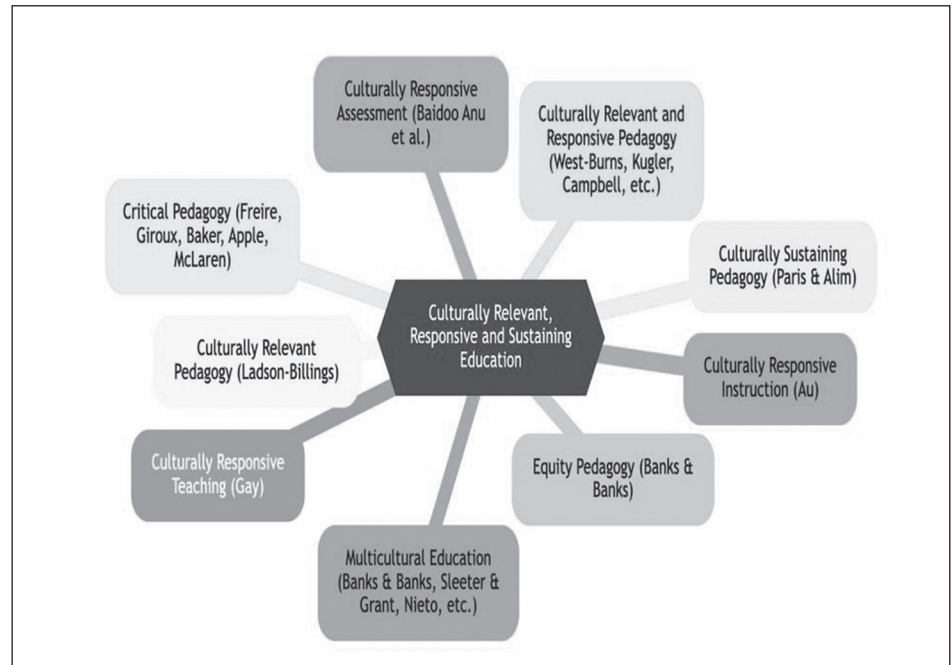 Culturally Responsive
Assessment (Baidoo Anu
et al.)
Culturally Relevant and
Responsive Pedagogy
(West-Burns, Kugler,
Campbell, etc.)
Critical Pedagogy (Freire,
Giroux, Baker, Apple,
McLaren)
Culturally Sustaining
Pedagogy (Paris & Alim)
Culturally Relevant,
Responsive and Sustaining
Education
Culturally Relevant
Pedagogy (Ladson-Billings)
Culturally Responsive
Instruction (Au)
Culturally Responsive
Teaching (Gay)
Equity Pedagogy (Banks &
Banks)
Multicultural Education
(Banks & Banks, Sleeter &
Grant, Nieto, etc.)